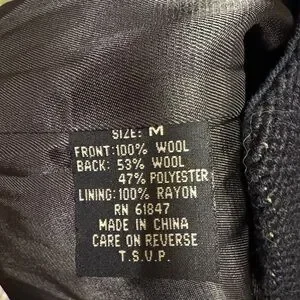 SIZE: M
FRONT:100% WOOL
BACK: 53% WOOL
47% POLYESTER
LINING:100% RAYON
RN 61847
MADE IN CHINA
CARE ON REVERSE
T.S.V.P.